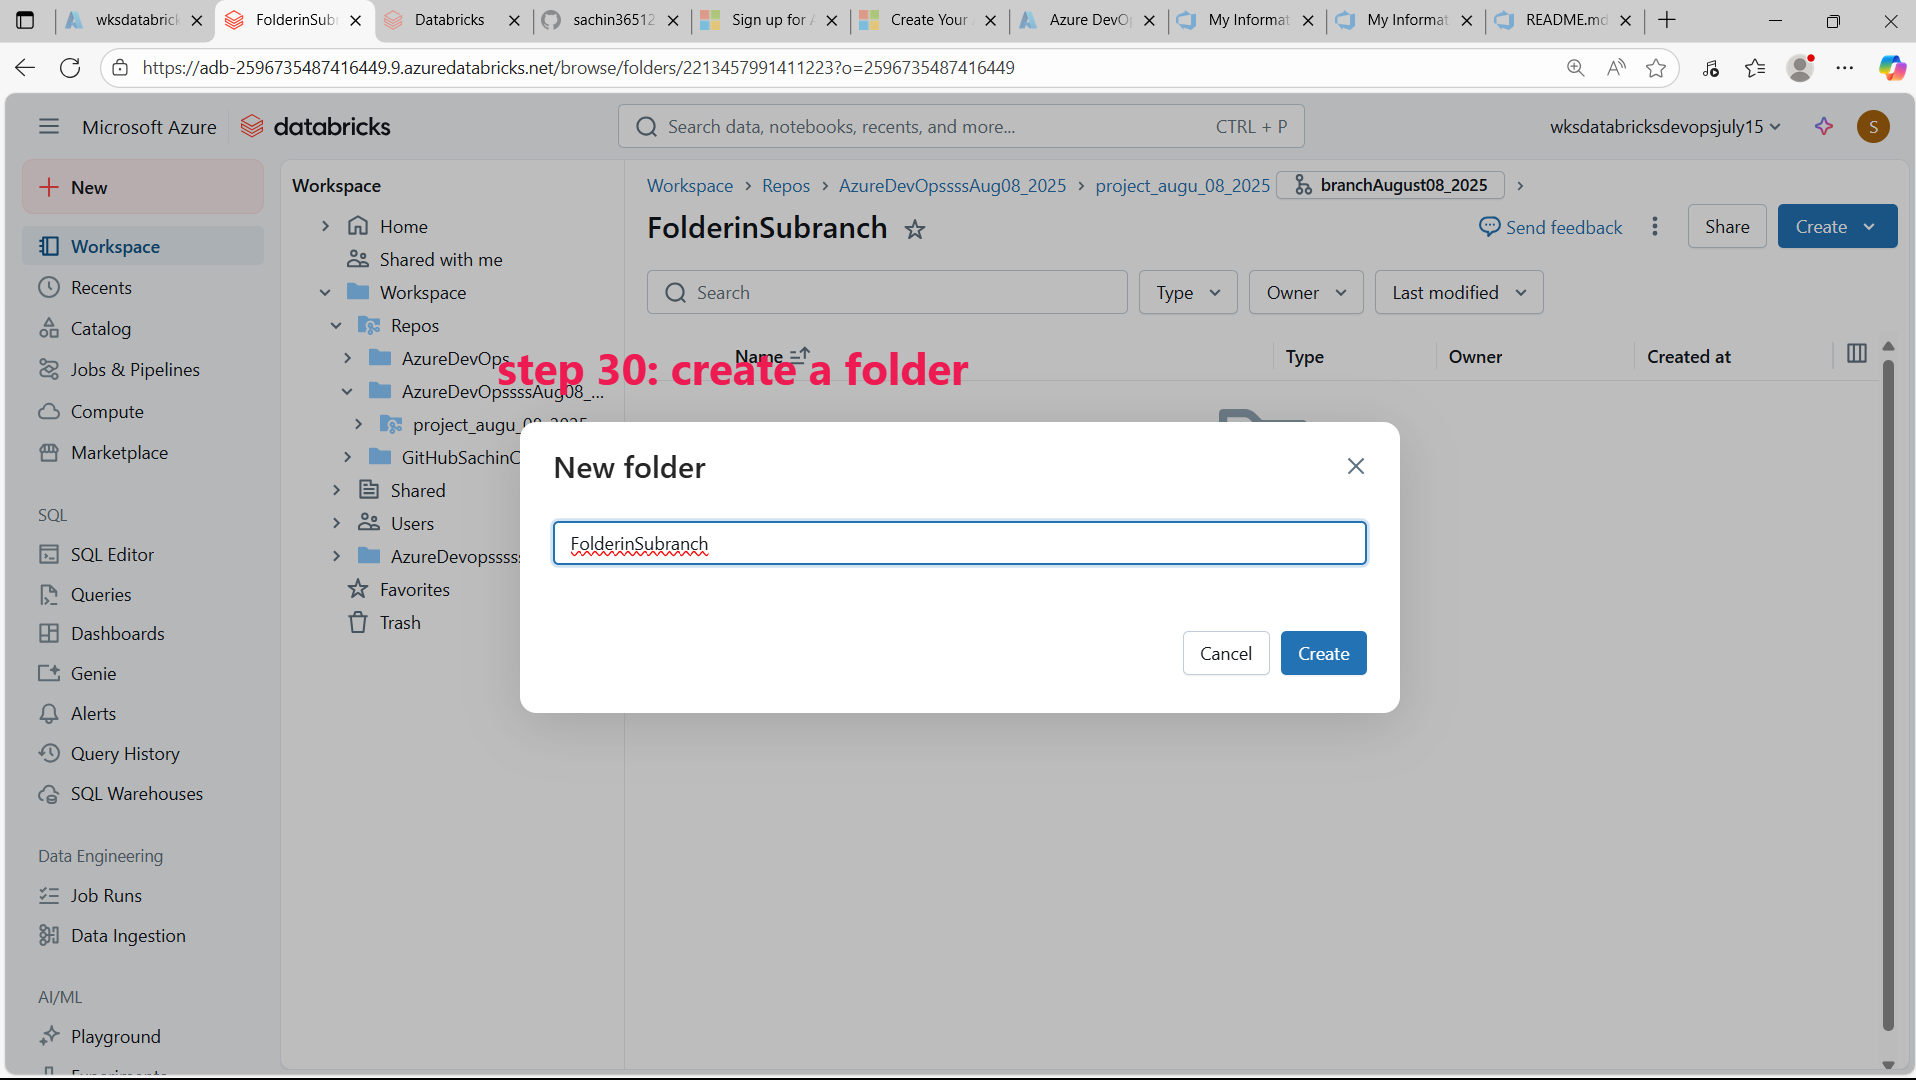 wksdatabrick
FolderinSubr
Databricks
sachin36512
Sign up for A
Create Your A
Azure DevOp
My Informat
My Informat
README.md
https://adb-2596735487416449.9.azuredatabricks.net/browse/folders/2213457991411223?o=2596735487416449
Microsoft Azure
databricks
Search data, notebooks, recents, and more...
CTRL + P
wksdatabricksdevopsjuly15
S
New
Workspace
Recents
Catalog
Jobs & Pipelines
Compute
Marketplace
SQL
SQL Editor
Queries
Dashboards
Genie
Alerts
Query History
SQL Warehouses
Data Engineering
Job Runs
Data Ingestion
AI/ML
Playground
Workspace
Home
Shared with me
Workspace
Repos
AzureDevOps
AzureDevOpssssAug08_...
project_augu_08_2025
GitHubSachinC
Shared
Users
AzureDevopsssss
Favorites
Trash
Workspace > Repos > AzureDevOpssssAug08_2025 > project_augu_08_2025 branchAugust08_2025 >
FolderinSubranch
Send feedback
Share
Create
Search
Type
Owner
Last modified
Name
Type
Owner
Created at
step 30: create a folder
New folder
FolderinSubranch
Cancel
Create